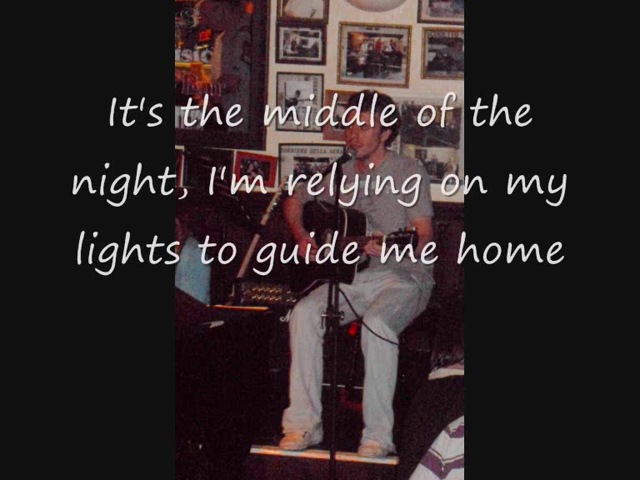 It's the middle of the
night, I'm relying on my
lights to guide me home